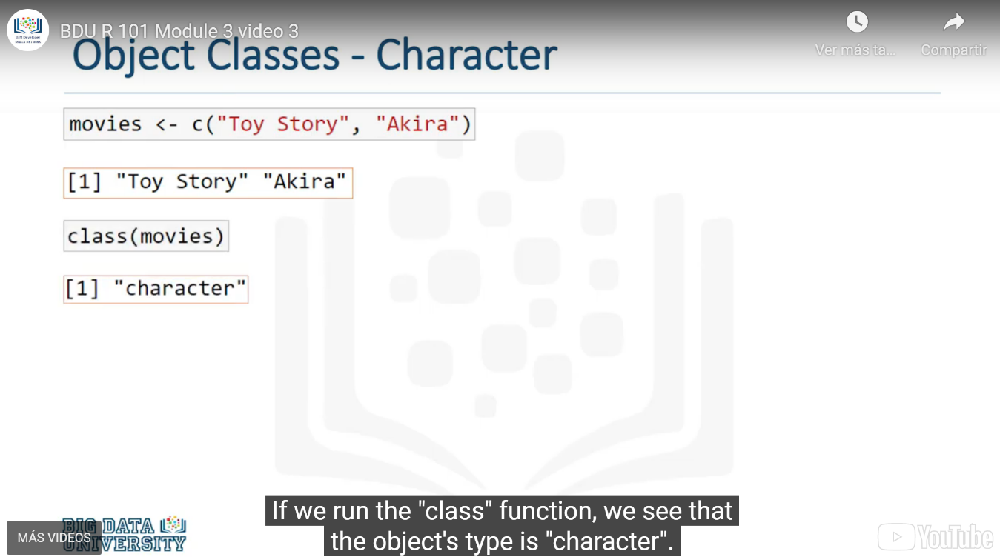 BDU R 101 Module 3 video 3
Ver más ta...
Compartir
Object Classes - Character
movies <- c("Toy Story", "Akira")
[1] "Toy Story" "Akira"
class(movies)
[1] "character"
If we run the "class" function, we see that
the object's type is "character".
MÁS VIDEOS
BIG DATA
UNIVERSITY
YouTube